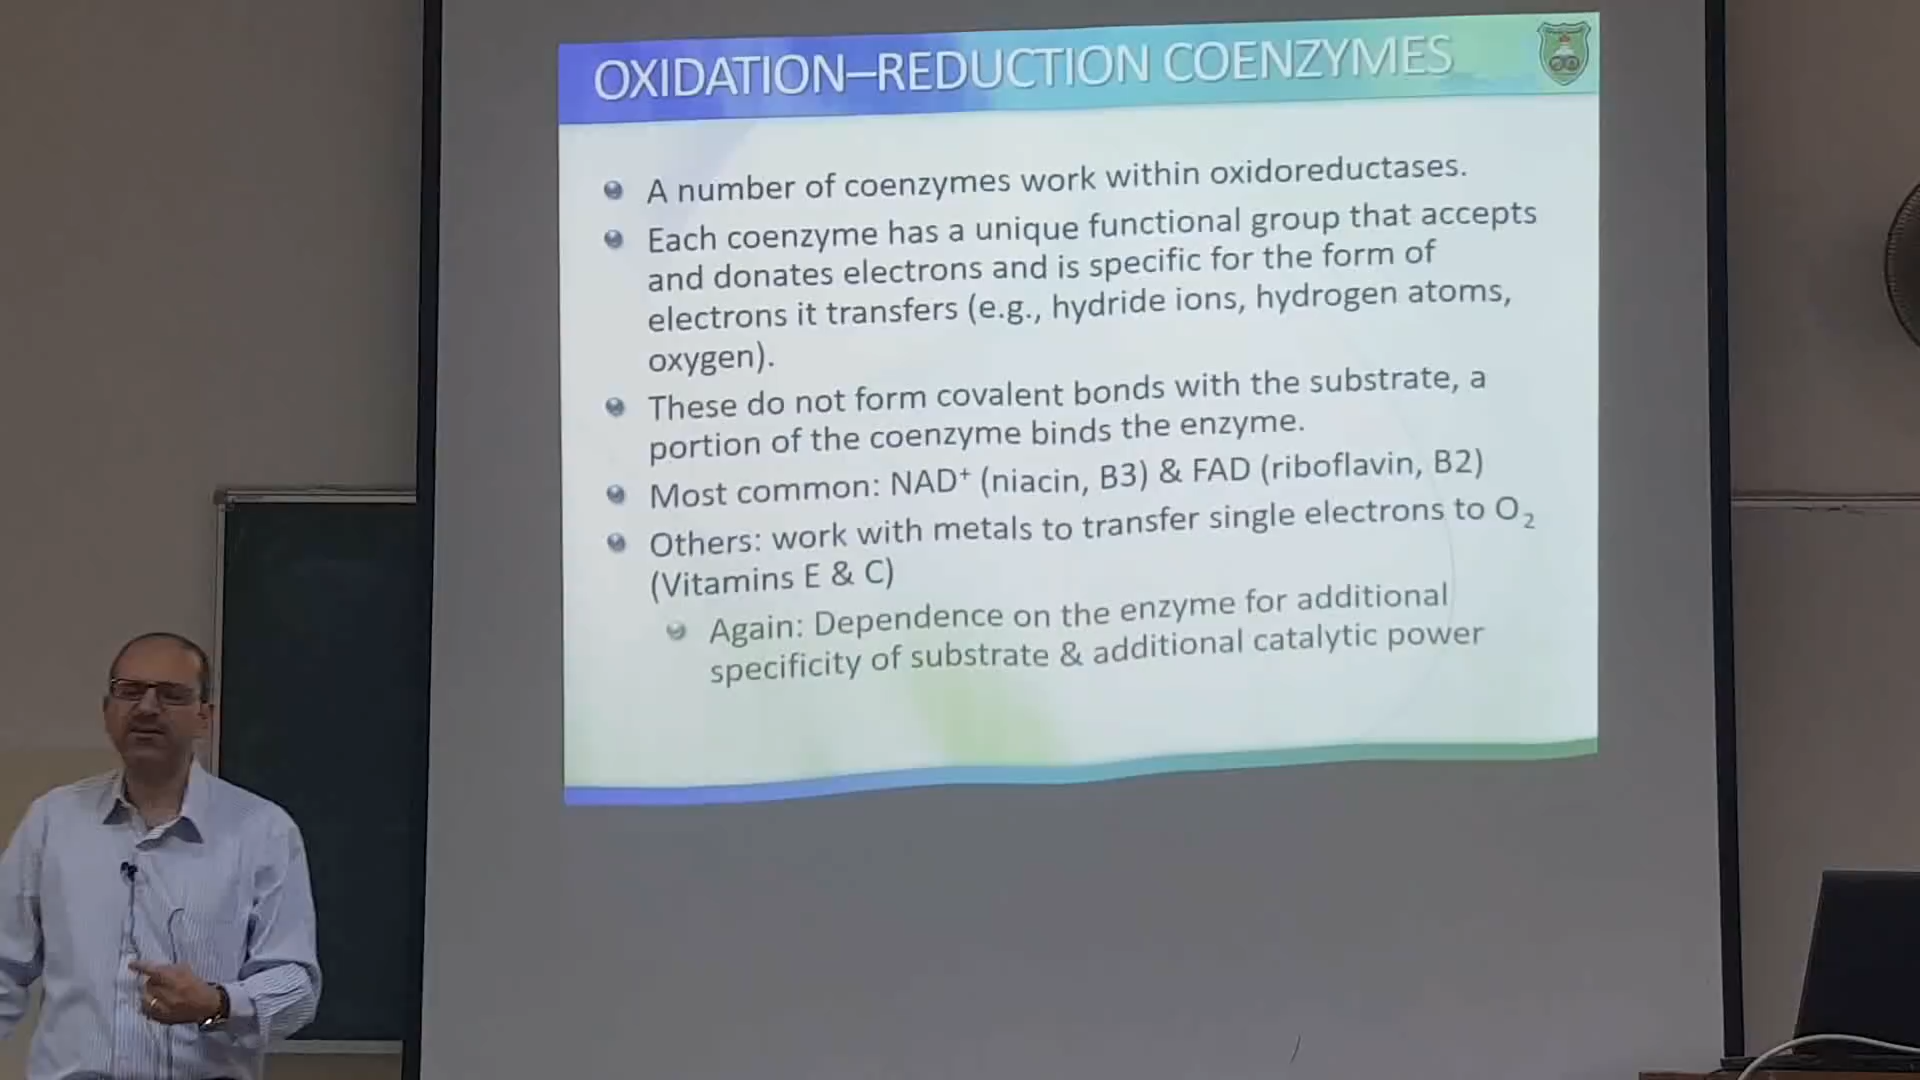 OXIDATION–REDUCTION COENZYMES
A number of coenzymes work within oxidoreductases.
Each coenzyme has a unique functional group that accepts
and donates electrons and is specific for the form of
electrons it transfers (e.g., hydride ions, hydrogen atoms,
oxygen).
These do not form covalent bonds with the substrate, a
portion of the coenzyme binds the enzyme.
Most common: NAD⁺ (niacin, B3) & FAD (riboflavin, B2)
Others: work with metals to transfer single electrons to O₂
(Vitamins E & C)
Again: Dependence on the enzyme for additional
specificity of substrate & additional catalytic power